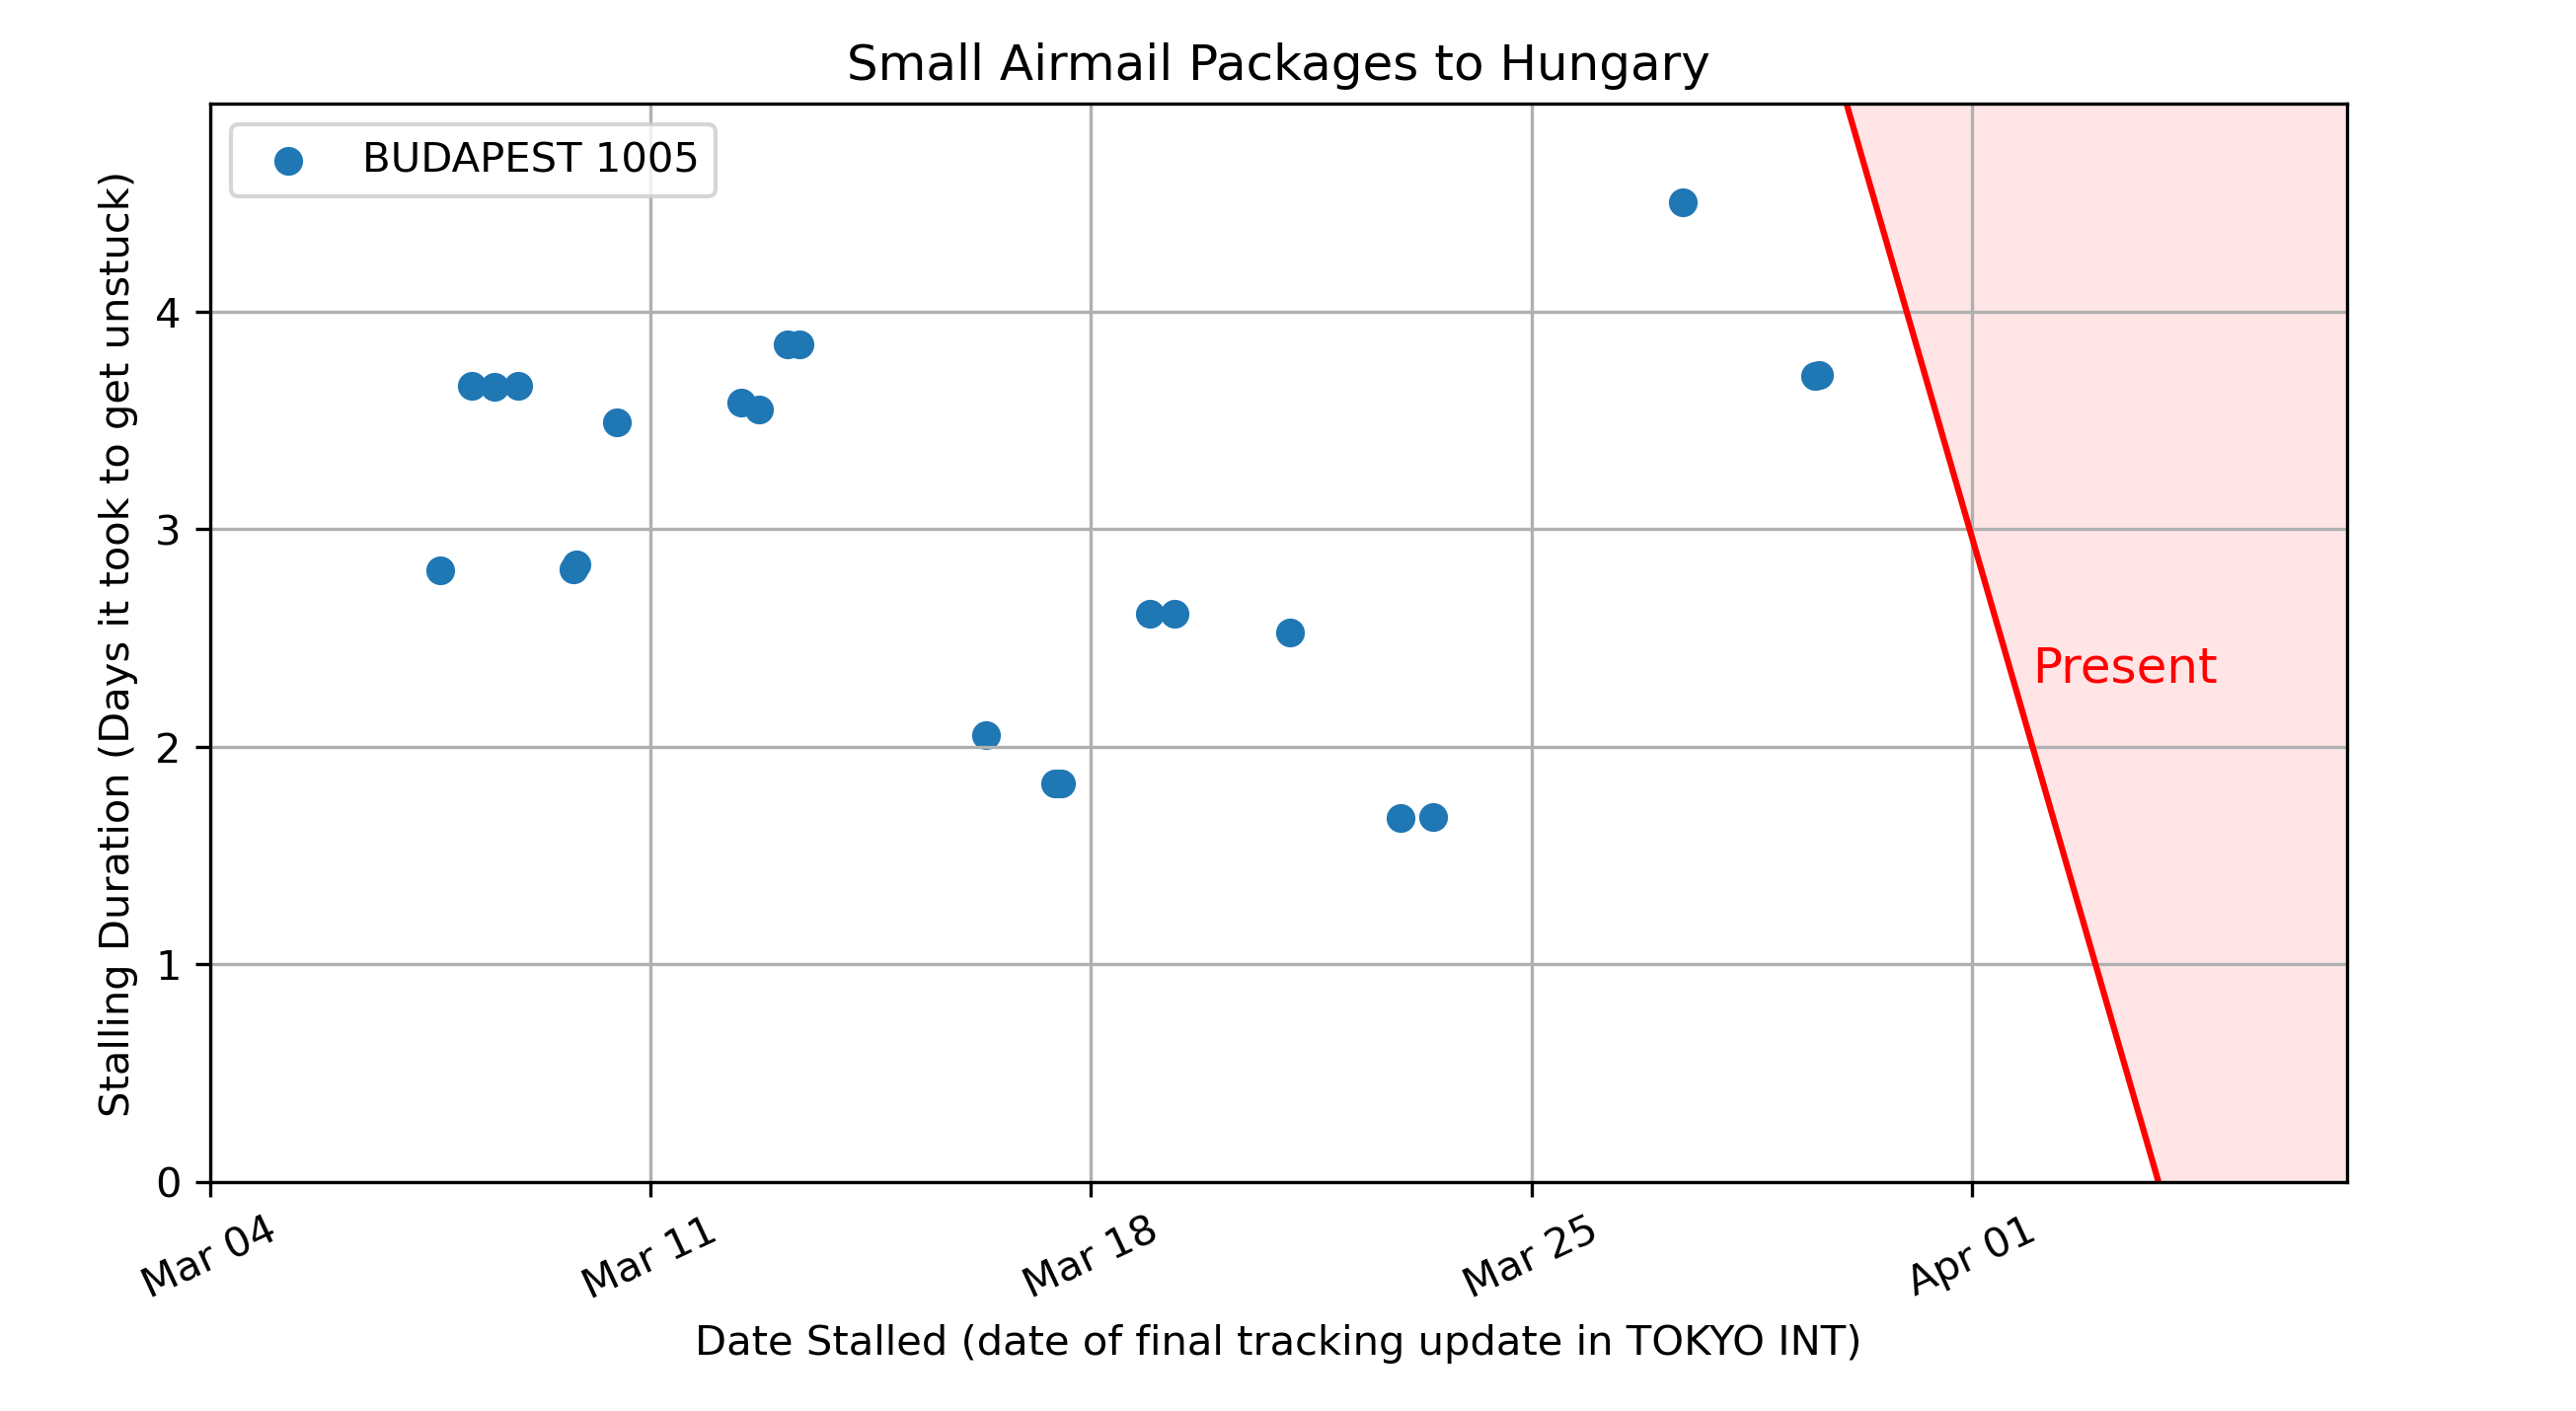 Small Airmail Packages to Hungary
BUDAPEST 1005
Stalling Duration (Days it took to get unstuck)
4
3
2
1
0
Present
Mar 04
Mar 11
Mar 18
Mar 25
Apr 01
Date Stalled (date of final tracking update in TOKYO INT)